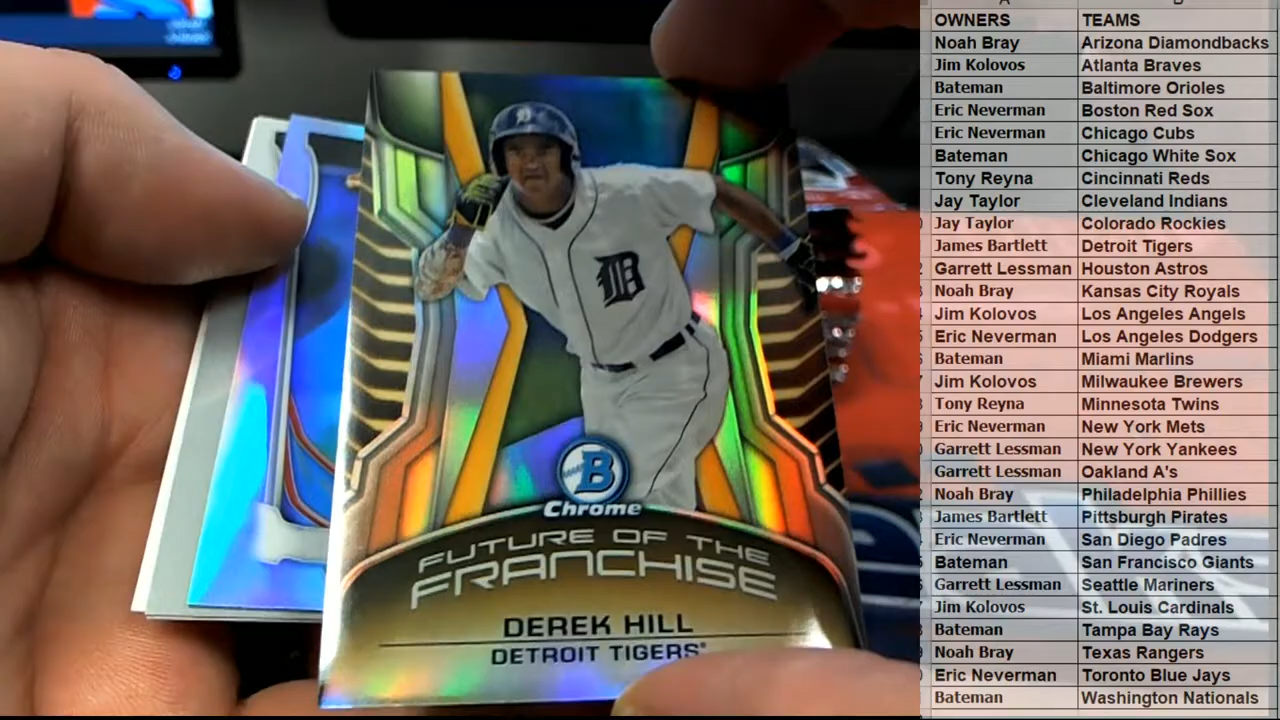 D
B
Chrome
FUTURE OF THE
FRANCHISE
DEREK HILL
DETROIT TIGERS
OWNERS TEAMS
Noah Bray Arizona Diamondbacks
Jim Kolovos Atlanta Braves
Bateman Baltimore Orioles
Eric Neverman Boston Red Sox
Eric Neverman Chicago Cubs
Bateman Chicago White Sox
Tony Reyna Cincinnati Reds
Jay Taylor Cleveland Indians
Jay Taylor Colorado Rockies
James Bartlett Detroit Tigers
Garrett Lessman Houston Astros
Noah Bray Kansas City Royals
Jim Kolovos Los Angeles Angels
Eric Neverman Los Angeles Dodgers
Bateman Miami Marlins
Jim Kolovos Milwaukee Brewers
Tony Reyna Minnesota Twins
Eric Neverman New York Mets
Garrett Lessman New York Yankees
Garrett Lessman Oakland A's
Noah Bray Philadelphia Phillies
James Bartlett Pittsburgh Pirates
Eric Neverman San Diego Padres
Bateman San Francisco Giants
Garrett Lessman Seattle Mariners
Jim Kolovos St. Louis Cardinals
Bateman Tampa Bay Rays
Noah Bray Texas Rangers
Eric Neverman Toronto Blue Jays
Bateman Washington Nationals